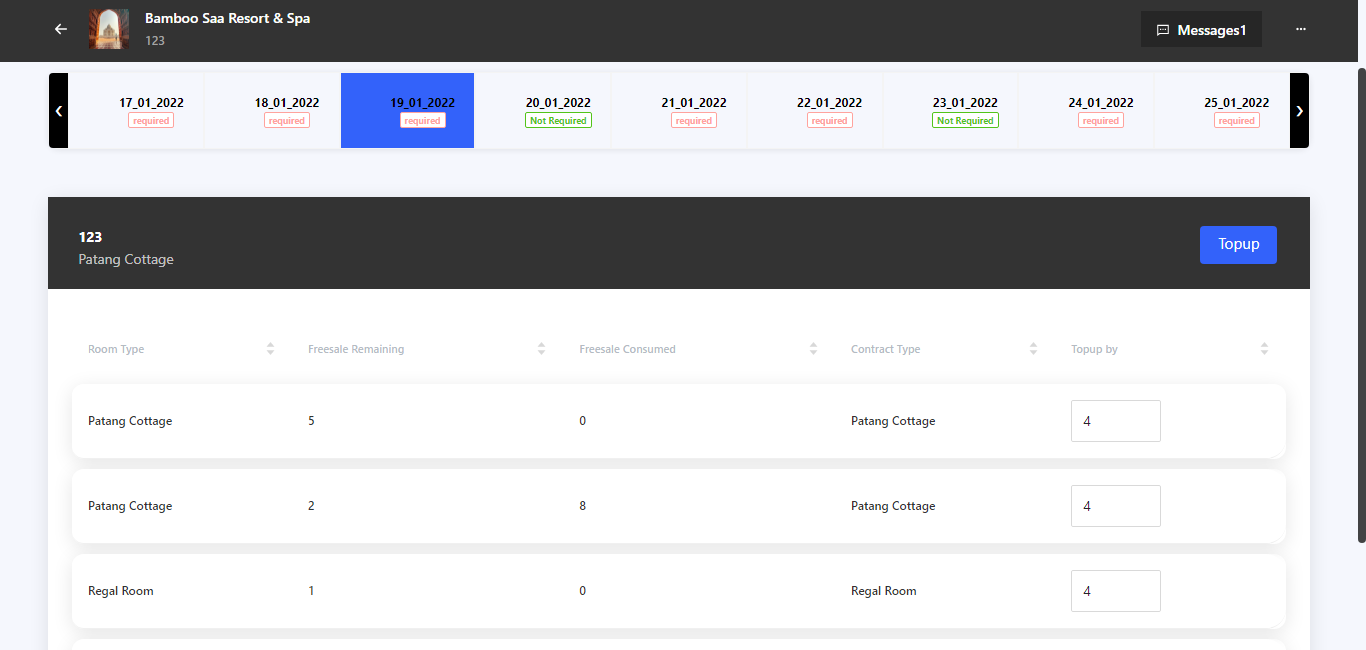 Bamboo Saa Resort & Spa
123
Messages1
17_01_2022 18_01_2022 19_01_2022 20_01_2022 21_01_2022 22_01_2022 23_01_2022 24_01_2022 25_01_2022
required required required Not Required required required Not Required required required
123
Patang Cottage
Topup
Room Type Freesale Remaining Freesale Consumed Contract Type Topup by
Patang Cottage 5 0 Patang Cottage 4
Patang Cottage 2 8 Patang Cottage 4
Regal Room 1 0 Regal Room 4